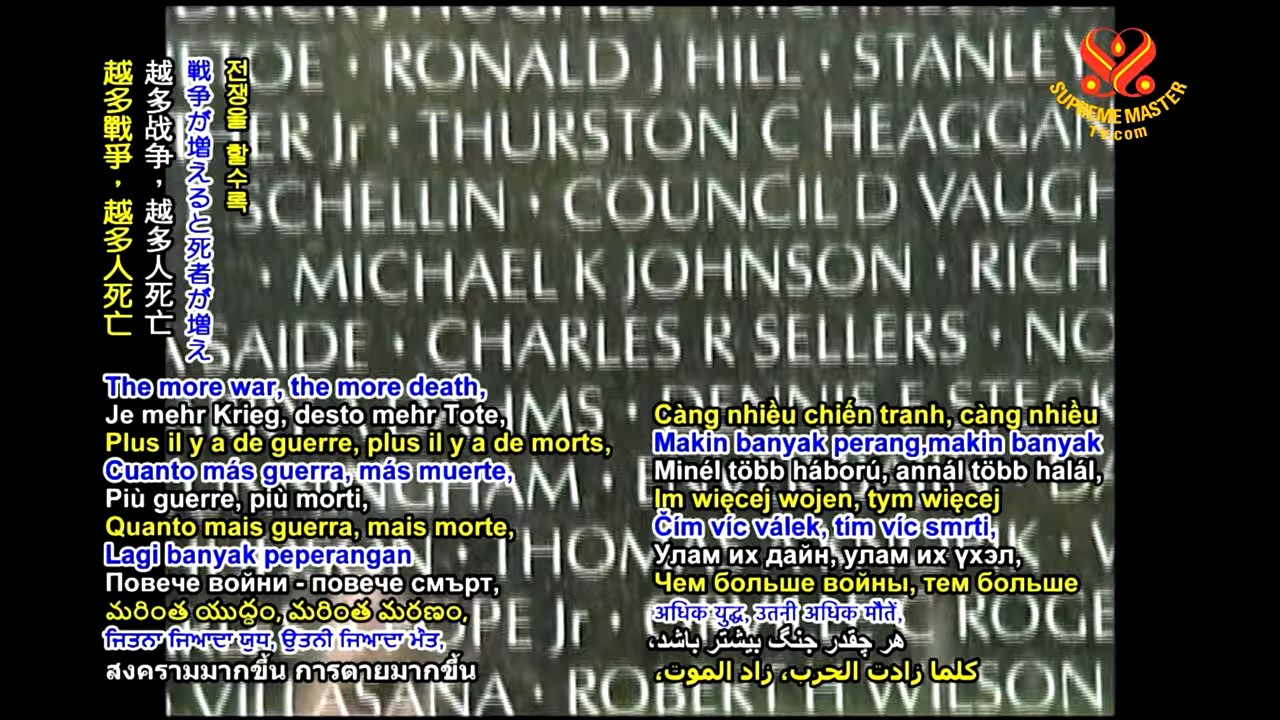 RONALD J HILL · STANLEY
SUPREME MASTER
TV.com
Jr · THURSTON C HEAGGAN
SCHELLIN · COUNCIL D VAUGH
· MICHAEL K JOHNSON · RICH
· CHARLES R SELLERS · NO
越多戰爭，越多人死亡
越多战争，越多人死亡
戦争が増えると死者が増え
전쟁을 할수록
The more war, the more death,
Je mehr Krieg, desto mehr Tote,
Plus il y a de guerre, plus il y a de morts,
Cuanto más guerra, más muerte,
Più guerre, più morti,
Quanto mais guerra, mais morte,
Lagi banyak peperangan
Повече войни - повече смърт,
మరింత యుద్ధం, మరింత మరణం,
ਜਿਤਨਾ ਜਿਆਦਾ ਯੁਧ, ਉਤਨੀ ਜਿਆਦਾ ਮੌਤ,
สงครามมากขึ้น การตายมากขึ้น
Càng nhiều chiến tranh, càng nhiều
Makin banyak perang,makin banyak
Minél több háború, annál több halál,
Im więcej wojen, tym więcej
Čím víc válek, tím víc smrti,
Улам их дайн, улам их үхэл,
Чем больше войны, тем больше
अधिक युद्ध, उतनी अधिक मौतें,
هر چقدر جنگ بیشتر باشد،
كلما زادت الحرب، زاد الموت،
Jr
ROGE
VILLASANA · ROBERT H WILSON